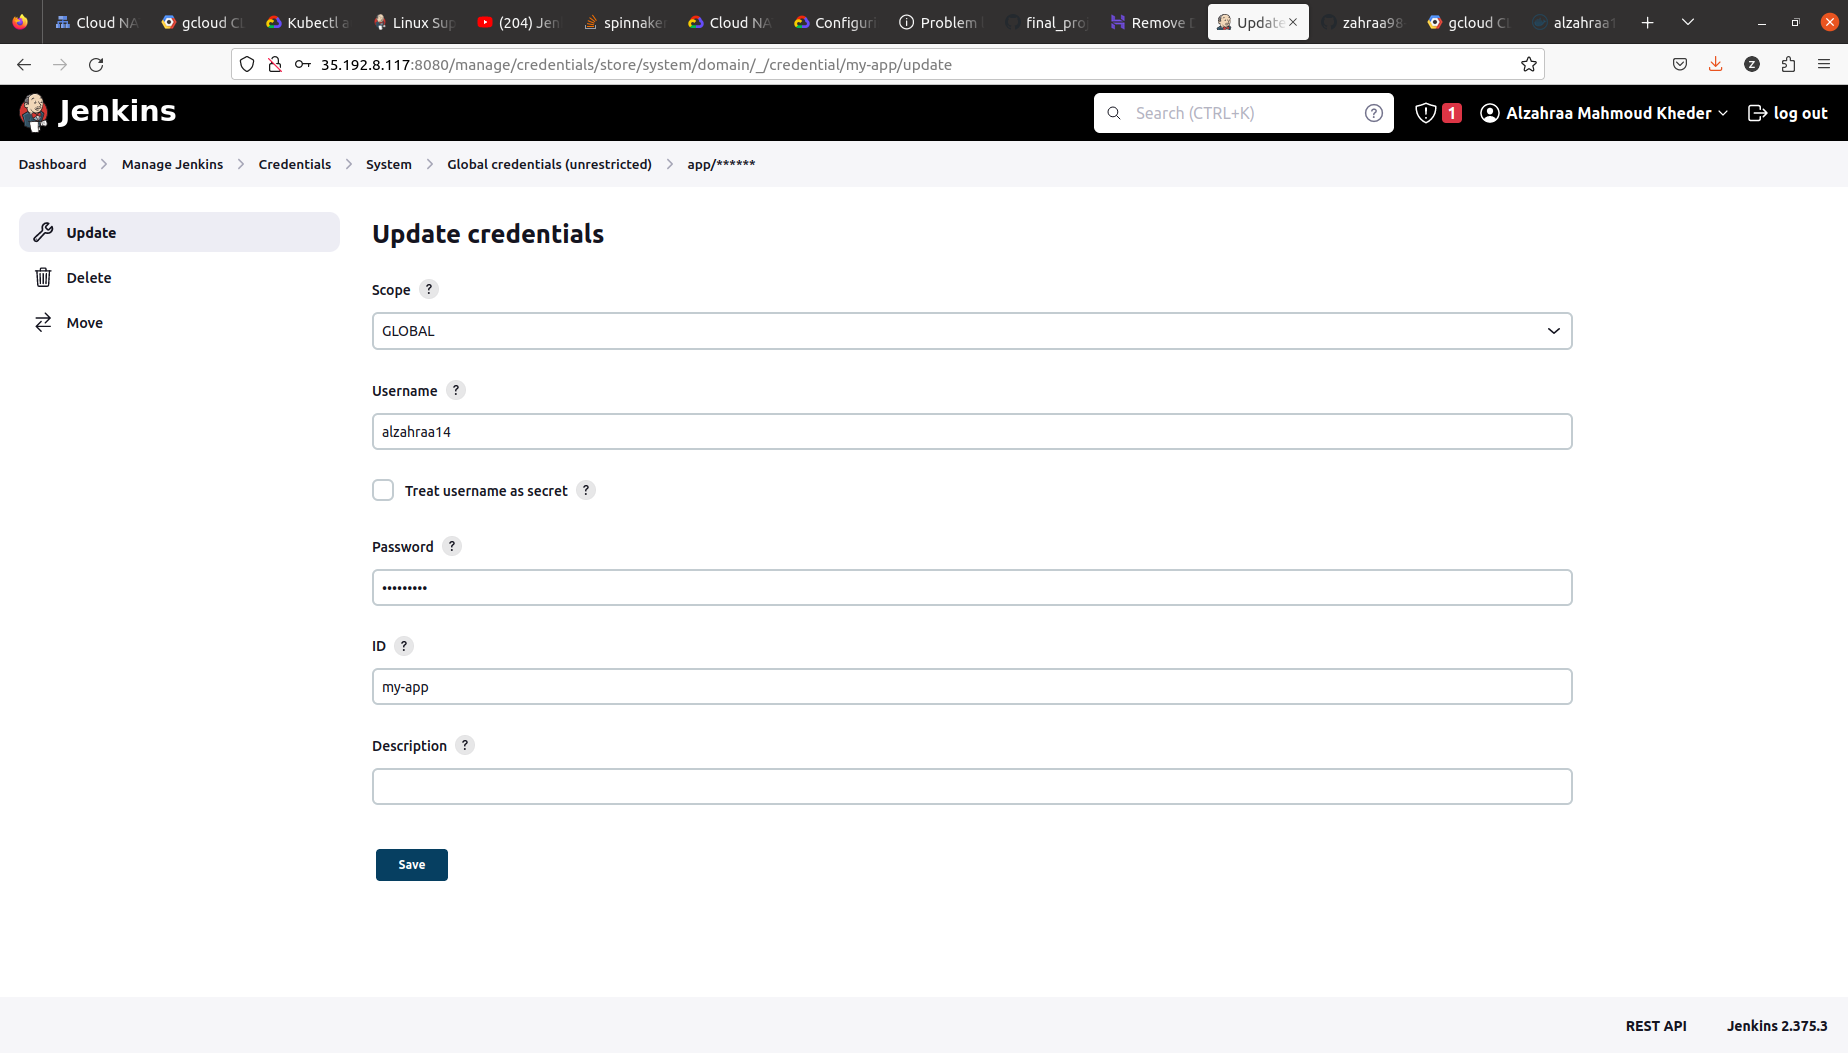 Cloud NA gcloud CL Kubectl a Linux Sup (204) Jen spinnake Cloud NA Configuri Problem final_proj Remove D Update zahraa98 gcloud CL alzahraa1
35.192.8.117:8080/manage/credentials/store/system/domain/_/credential/my-app/update
Jenkins Search (CTRL+K) ? 1 Alzahraa Mahmoud Kheder log out
Dashboard Manage Jenkins Credentials System Global credentials (unrestricted) app/******
Update
Delete
Move
Update credentials
Scope ?
GLOBAL
Username ?
alzahraa14
Treat username as secret ?
Password ?
•••••••••
ID ?
my-app
Description ?
Save
REST API Jenkins 2.375.3